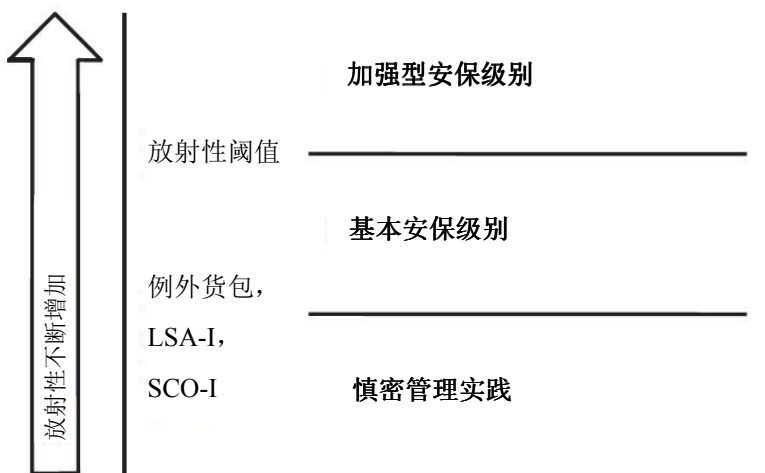 加强型安保级别
放射性阈值
基本安保级别
例外货包，
LSA-I，
SCO-I
慎密管理实践
放射性不断增加